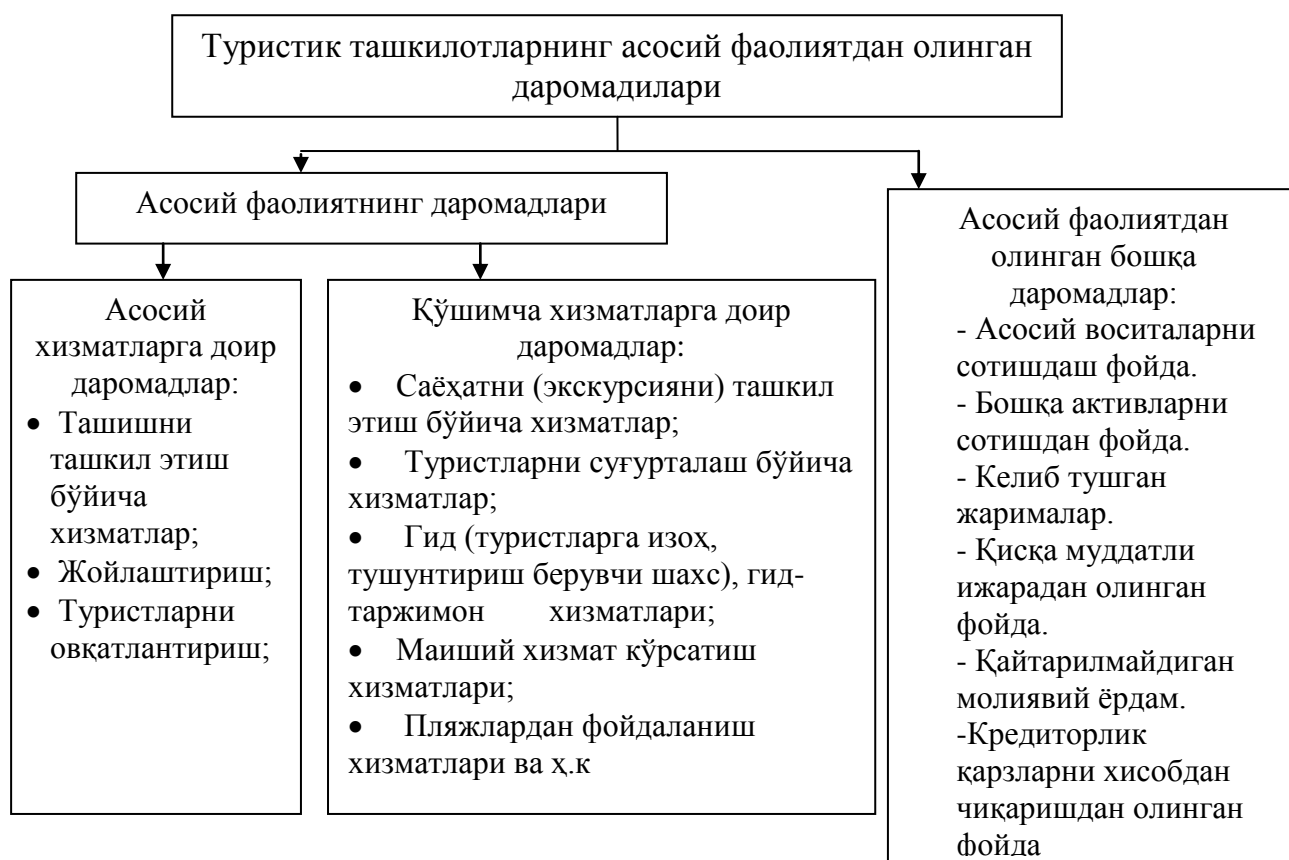 Туристик ташкилотларнинг асосий фаолиятдан олинган
даромадилари
Асосий фаолиятнинг даромадлари
Асосий
хизматларга доир
даромадлар:
• Ташишни
ташкил этиш
бўйича
хизматлар;
• Жойлаштириш;
• Туристларни
овқатлантириш;
Қўшимча хизматларга доир
даромадлар:
• Саёҳатни (экскурсияни) ташкил
этиш бўйича хизматлар;
• Туристларни суғурталаш бўйича
хизматлар;
• Гид (туристларга изоҳ,
тушунтириш берувчи шахс), гид-
таржимон хизматлари;
• Маиший хизмат кўрсатиш
хизматлари;
• Пляжлардан фойдаланиш
хизматлари ва ҳ.к
Асосий фаолиятдан
олинган бошқа
даромадлар:
- Асосий воситаларни
сотишдаш фойда.
- Бошқа активларни
сотишдан фойда.
- Келиб тушган
жарималар.
- Қисқа муддатли
ижарадан олинган
фойда.
- Қайтарилмайдиган
молиявий ёрдам.
-Кредиторлик
қарзларни хисобдан
чиқаришдан олинган
фойда